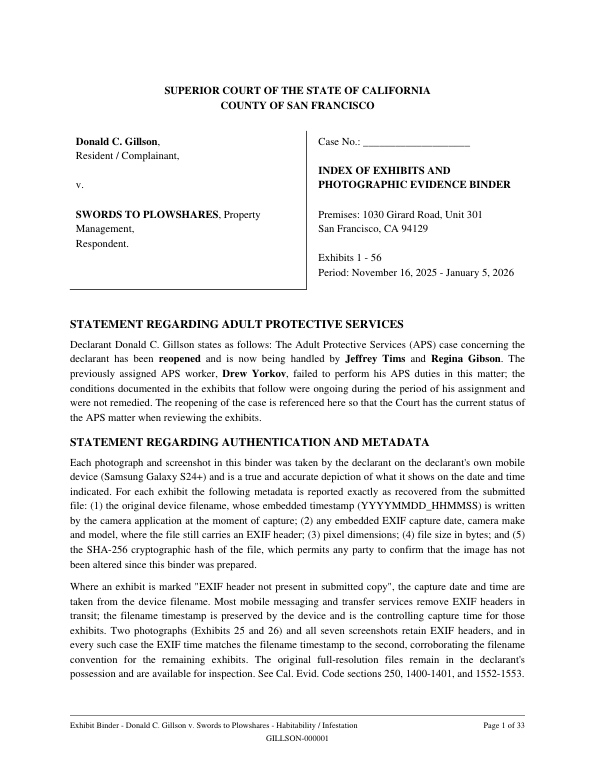 SUPERIOR COURT OF THE STATE OF CALIFORNIA
COUNTY OF SAN FRANCISCO
Donald C. Gillson,
Resident / Complainant,
v.
SWORDS TO PLOWSHARES, Property
Management,
Respondent.
Case No.: ____________________
INDEX OF EXHIBITS AND
PHOTOGRAPHIC EVIDENCE BINDER
Premises: 1030 Girard Road, Unit 301
San Francisco, CA 94129
Exhibits 1 - 56
Period: November 16, 2025 - January 5, 2026
STATEMENT REGARDING ADULT PROTECTIVE SERVICES
Declarant Donald C. Gillson states as follows: The Adult Protective Services (APS) case concerning the
declarant has been reopened and is now being handled by Jeffrey Tims and Regina Gibson. The
previously assigned APS worker, Drew Yorkov, failed to perform his APS duties in this matter; the
conditions documented in the exhibits that follow were ongoing during the period of his assignment and
were not remedied. The reopening of the case is referenced here so that the Court has the current status of
the APS matter when reviewing the exhibits.
STATEMENT REGARDING AUTHENTICATION AND METADATA
Each photograph and screenshot in this binder was taken by the declarant on the declarant's own mobile
device (Samsung Galaxy S24+) and is a true and accurate depiction of what it shows on the date and time
indicated. For each exhibit the following metadata is reported exactly as recovered from the submitted
file: (1) the original device filename, whose embedded timestamp (YYYYMMDD_HHMMSS) is written
by the camera application at the moment of capture; (2) any embedded EXIF capture date, camera make
and model, where the file still carries an EXIF header; (3) pixel dimensions; (4) file size in bytes; and (5)
the SHA-256 cryptographic hash of the file, which permits any party to confirm that the image has not
been altered since this binder was prepared.
Where an exhibit is marked "EXIF header not present in submitted copy", the capture date and time are
taken from the device filename. Most mobile messaging and transfer services remove EXIF headers in
transit; the filename timestamp is preserved by the device and is the controlling capture time for those
exhibits. Two photographs (Exhibits 25 and 26) and all seven screenshots retain EXIF headers, and in
every such case the EXIF time matches the filename timestamp to the second, corroborating the filename
convention for the remaining exhibits. The original full-resolution files remain in the declarant's
possession and are available for inspection. See Cal. Evid. Code sections 250, 1400-1401, and 1552-1553.
Exhibit Binder - Donald C. Gillson v. Swords to Plowshares - Habitability / Infestation
Page 1 of 33
GILLSON-000001